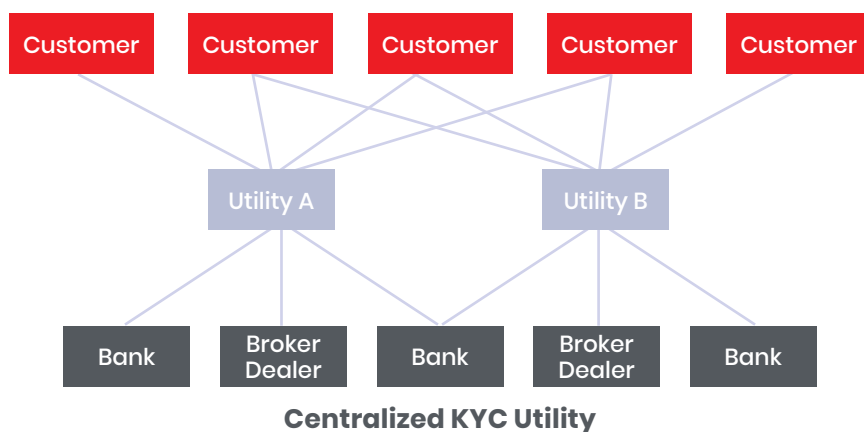 Customer
Customer
Customer
Customer
Customer
Utility A
Utility B
Bank
Broker
Dealer
Bank
Broker
Dealer
Bank
Centralized KYC Utility